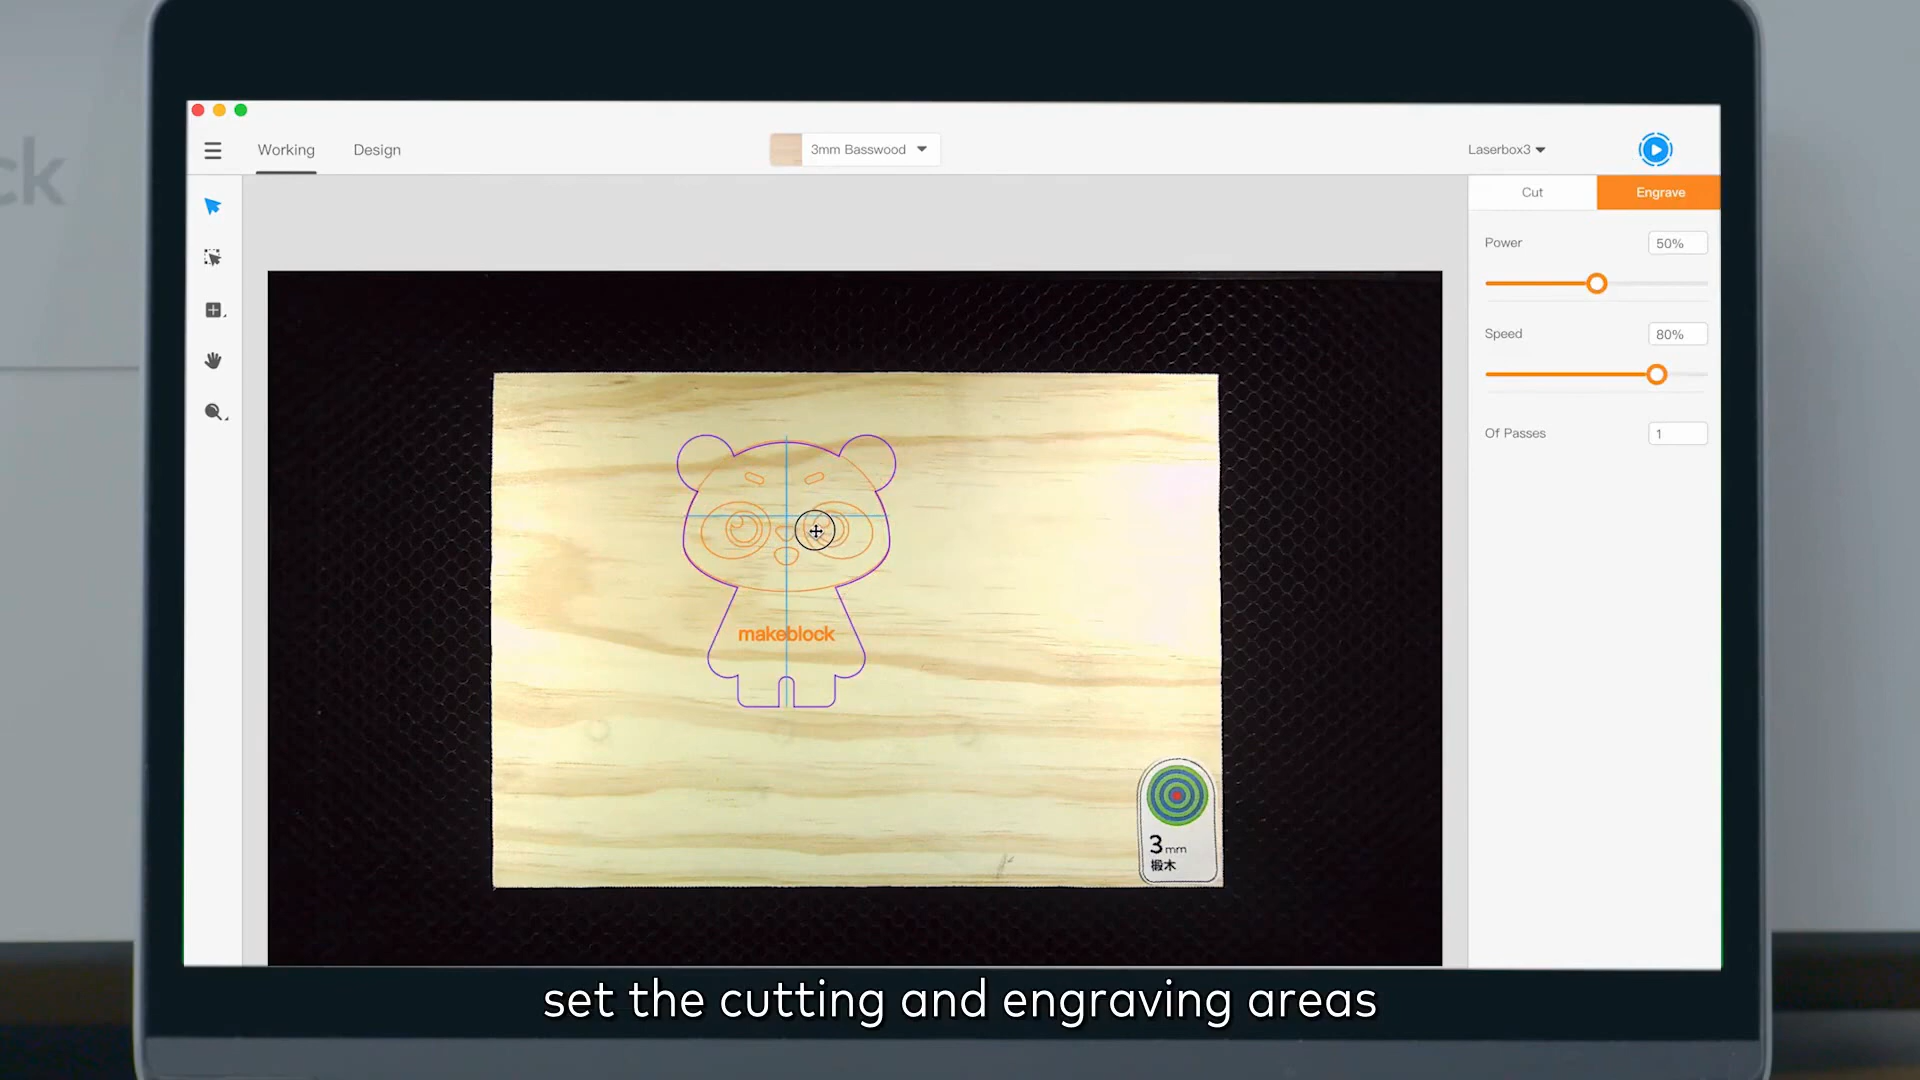 ck
Working
Design
3mm Basswood
Laserbox3
Cut
Engrave
Power
50%
Speed
80%
Of Passes
1
makeblock
3mm
椴木
set the cutting and engraving areas